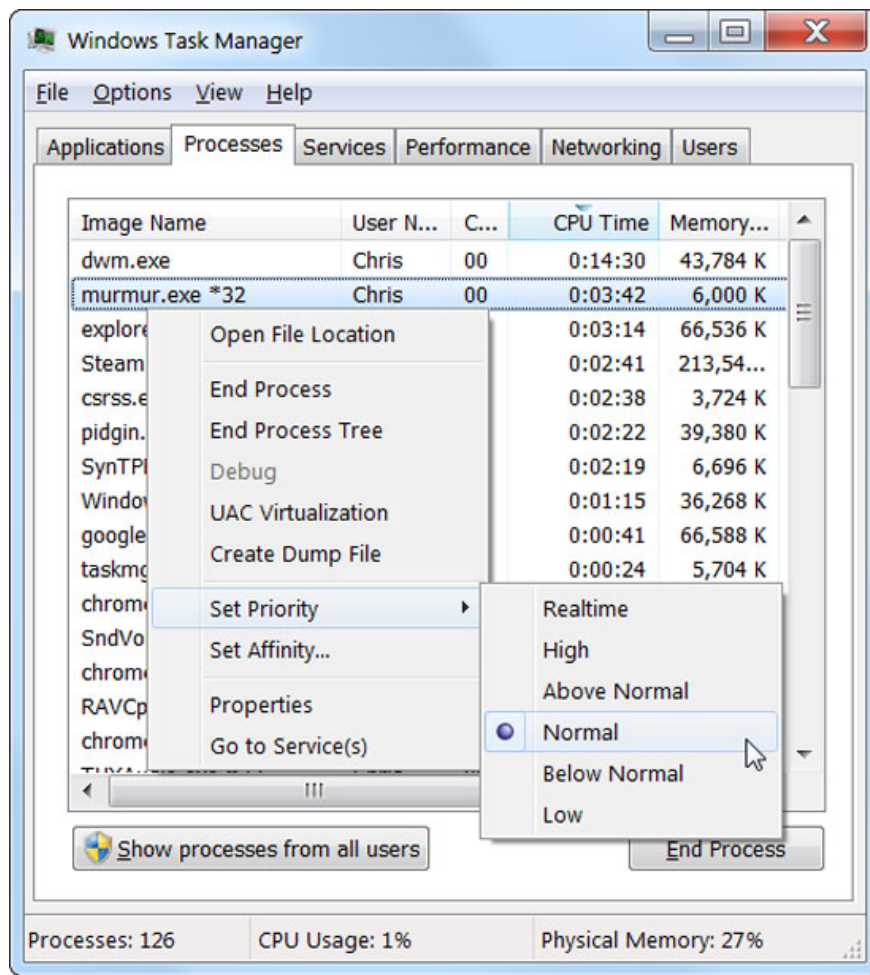 Windows Task Manager
File Options View Help
Applications Processes Services Performance Networking Users
Image Name User N... C... CPU Time Memory...
dwm.exe Chris 00 0:14:30 43,784 K
murmur.exe *32 Chris 00 0:03:42 6,000 K
explore 0:03:14 66,536 K
Steam 0:02:41 213,54...
csrss.e 0:02:38 3,724 K
pidgin. 0:02:22 39,380 K
SynTP 0:02:19 6,696 K
Windo 0:01:15 36,268 K
google 0:00:41 66,588 K
taskmg 0:00:24 5,704 K
chrom
SndVo
chrom
RAVCp
chrom
Open File Location
End Process
End Process Tree
Debug
UAC Virtualization
Create Dump File
Set Priority
Set Affinity...
Properties
Go to Service(s)
Realtime
High
Above Normal
Normal
Below Normal
Low
Show processes from all users End Process
Processes: 126 CPU Usage: 1% Physical Memory: 27%